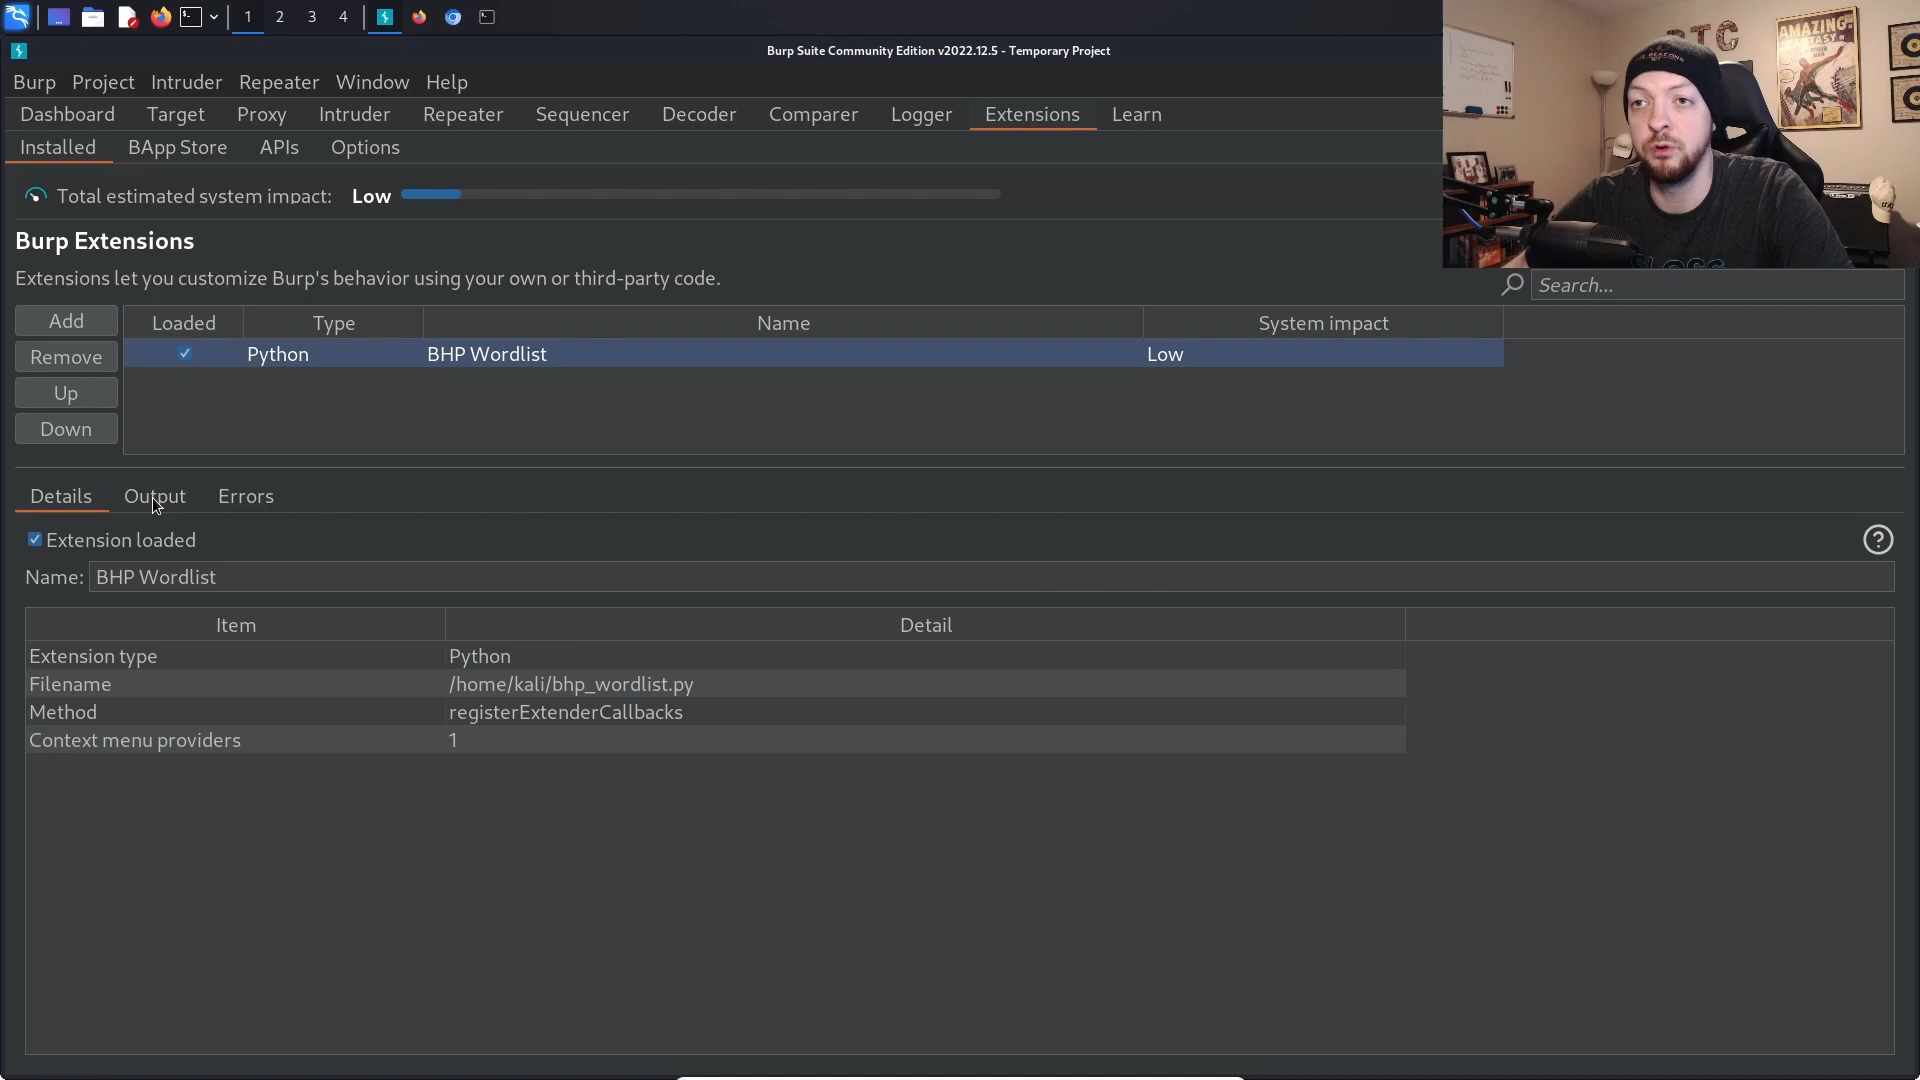 1 2 3 4
Burp Suite Community Edition v2022.12.5 - Temporary Project
Burp Project Intruder Repeater Window Help
Dashboard Target Proxy Intruder Repeater Sequencer Decoder Comparer Logger Extensions Learn
Installed BApp Store APIs Options
Total estimated system impact: Low
Burp Extensions
Extensions let you customize Burp's behavior using your own or third-party code.
Search...
Add
Remove
Up
Down
Loaded Type Name System impact
Python BHP Wordlist Low
Details Output Errors
Extension loaded
?
Name: BHP Wordlist
Item Detail
Extension type Python
Filename /home/kali/bhp_wordlist.py
Method registerExtenderCallbacks
Context menu providers 1
AMAZING
FANTASY